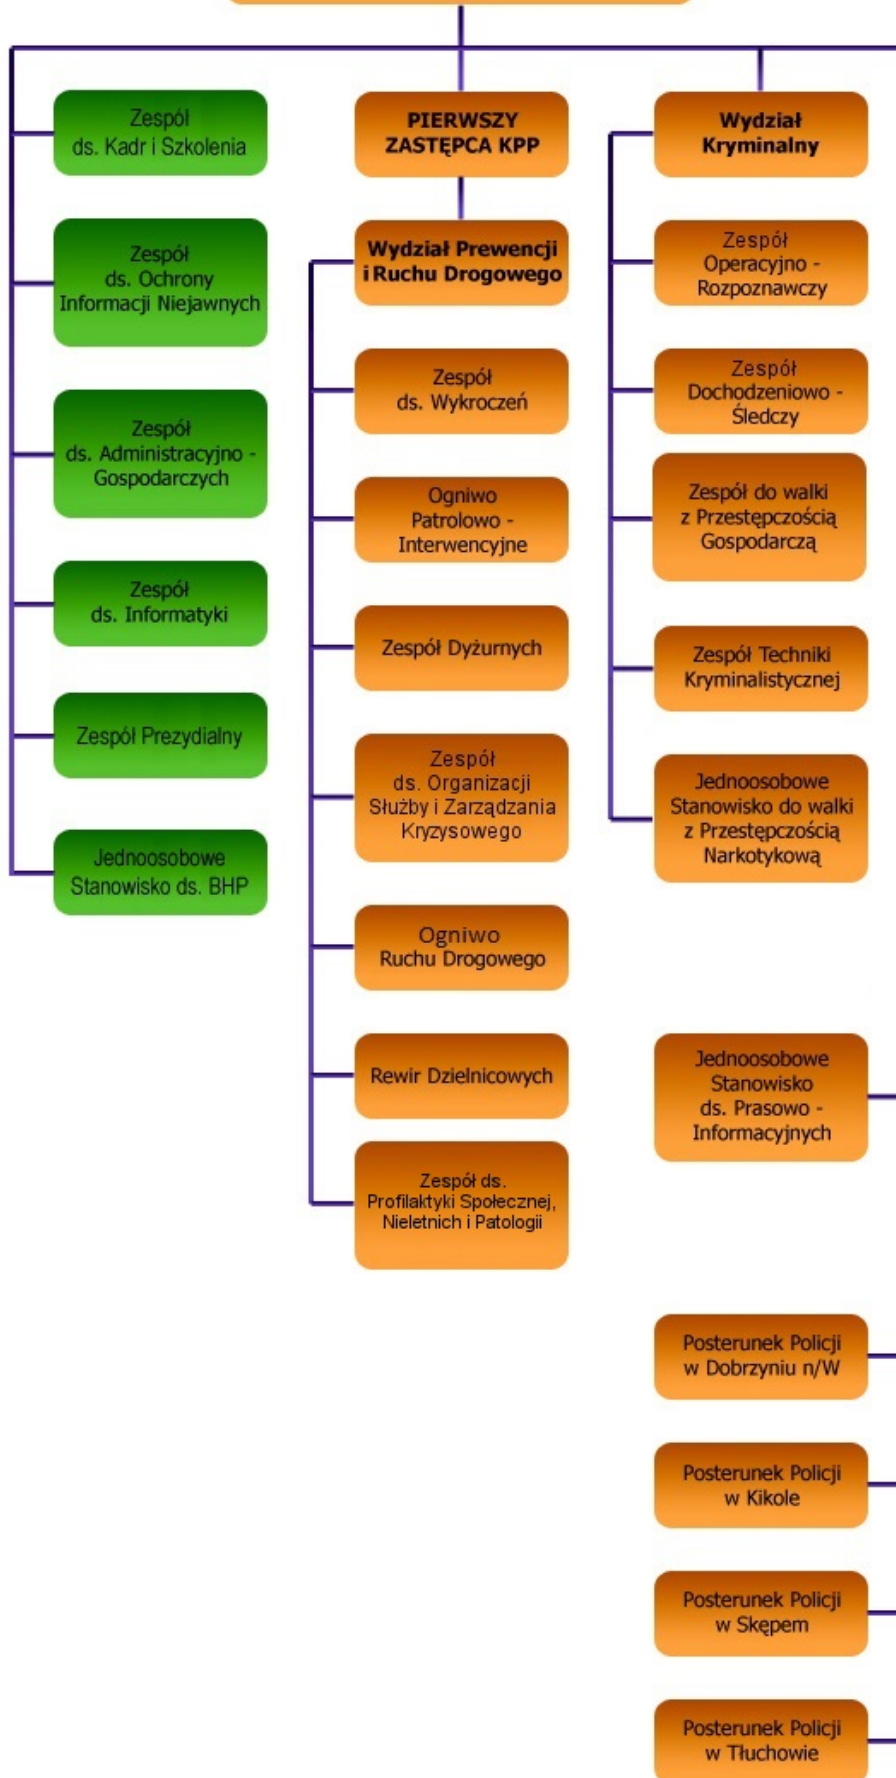 Zespół
ds. Kadr i Szkolenia
Zespół
ds. Ochrony
Informacji Niejawnych
Zespół
ds. Administracyjno -
Gospodarczych
Zespół
ds. Informatyki
Zespół Prezydialny
Jednoosobowe
Stanowisko ds. BHP
PIERWSZY
ZASTĘPCA KPP
Wydział Prewencji
i Ruchu Drogowego
Zespół
ds. Wykroczeń
Ogniwo
Patrolowo -
Interwencyjne
Zespół Dyżurnych
Zespół
ds. Organizacji
Służby i Zarządzania
Kryzysowego
Ogniwo
Ruchu Drogowego
Rewir Dzielnicowych
Zespół ds.
Profilaktyki Społecznej,
Nieletnich i Patologii
Wydział
Kryminalny
Zespół
Operacyjno -
Rozpoznawczy
Zespół
Dochodzeniowo -
Śledczy
Zespół do walki
z Przestępczością
Gospodarczą
Zespół Techniki
Kryminalistycznej
Jednoosobowe
Stanowisko do walki
z Przestępczością
Narkotykową
Jednoosobowe
Stanowisko
ds. Prasowo -
Informacyjnych
Posterunek Policji
w Dobrzyniu n/W
Posterunek Policji
w Kikole
Posterunek Policji
w Skępem
Posterunek Policji
w Tłuchowie